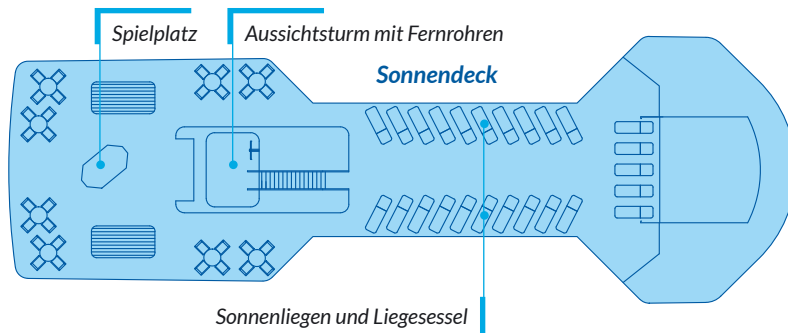 Spielplatz
Aussichtsturm mit Fernrohren
Sonnendeck
Sonnenliegen und Liegesessel